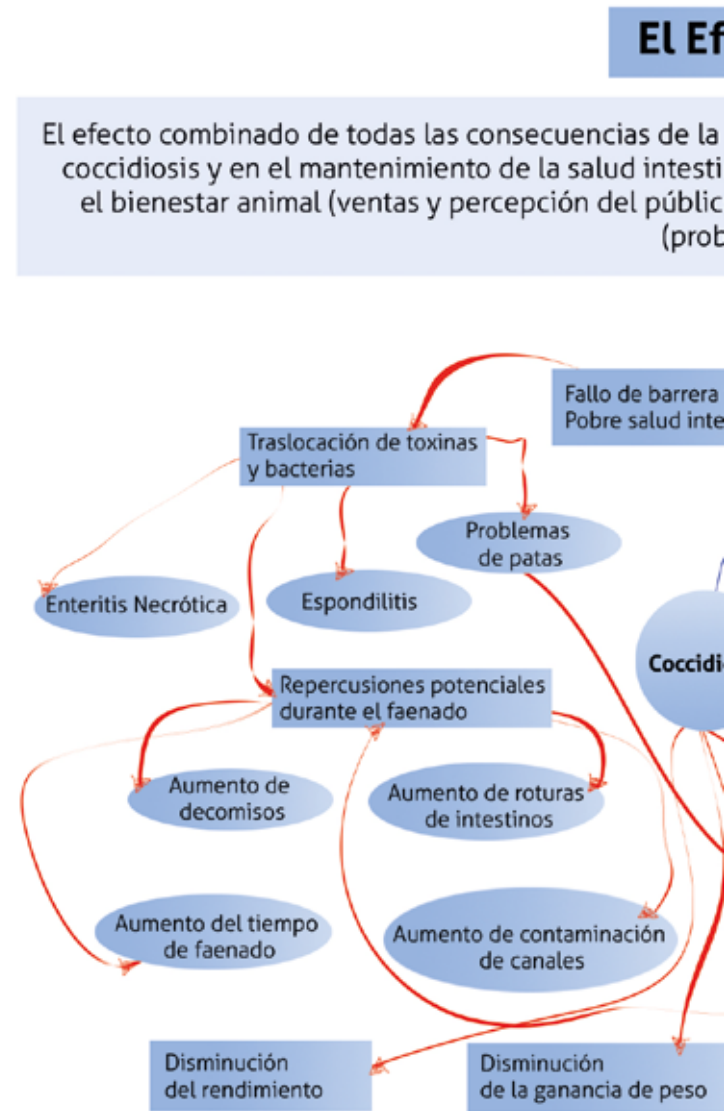 El Ef
El efecto combinado de todas las consecuencias de la
coccidiosis y en el mantenimiento de la salud intesti
el bienestar animal (ventas y percepción del públic
(prob
Fallo de barrera
Pobre salud inte
Traslocación de toxinas
y bacterias
Problemas
de patas
Enteritis Necrótica
Espondilitis
Coccidi
Repercusiones potenciales
durante el faenado
Aumento de
decomisos
Aumento de roturas
de intestinos
Aumento del tiempo
de faenado
Aumento de contaminación
de canales
Disminución
del rendimiento
Disminución
de la ganancia de peso